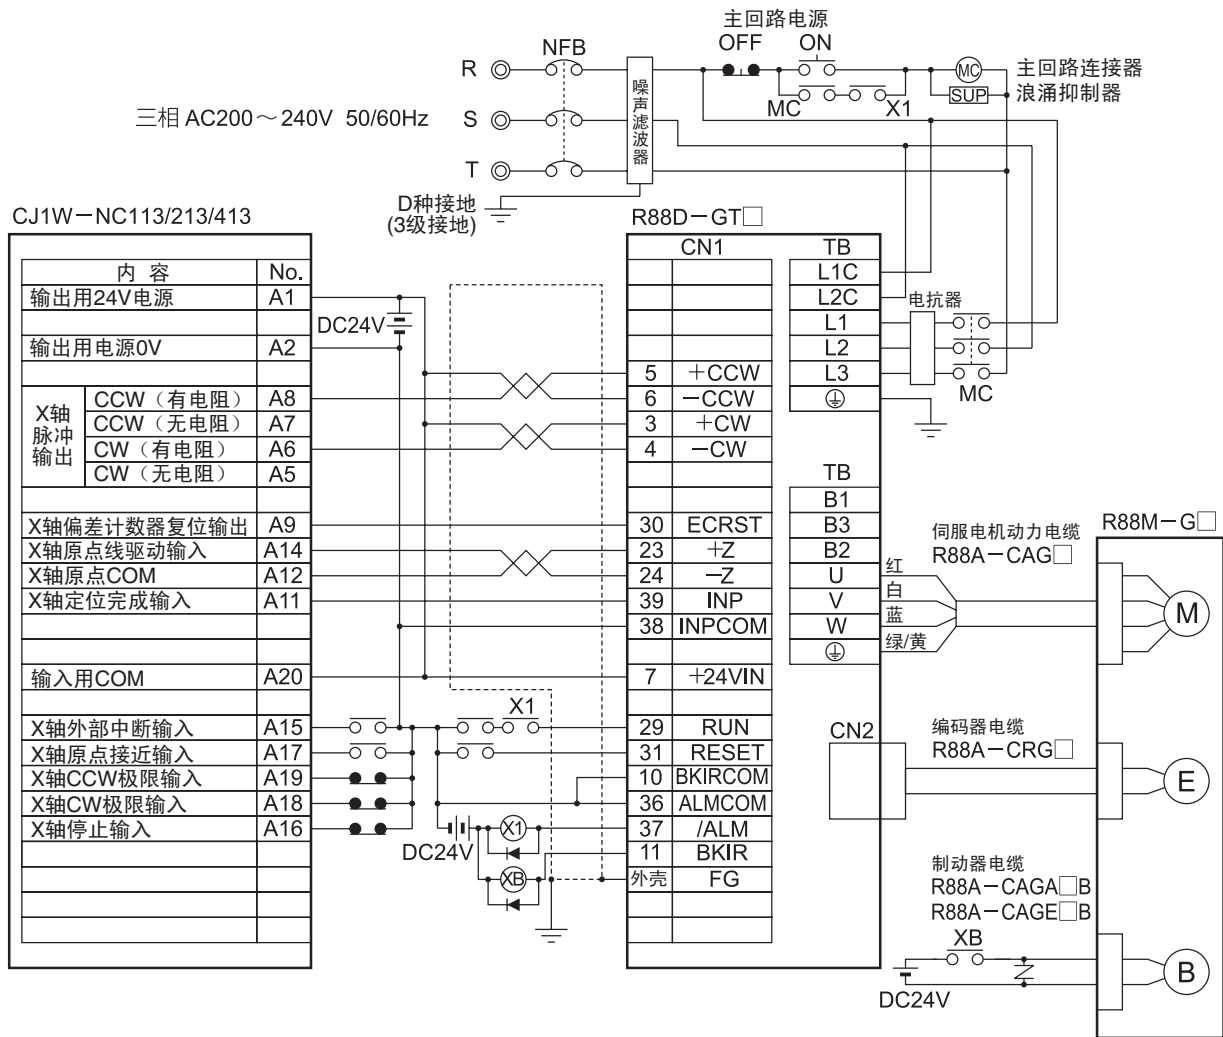 主回路电源
OFF ON
NFB
R
MC
主回路连接器
SUP
浪涌抑制器
MC X1
噪声滤波器
三相 AC200～240V 50/60Hz
S
T
D种接地
(3级接地)
CJ1W－NC113/213/413
内 容 No.
输出用24V电源 A1
DC24V
输出用电源0V A2
X轴脉冲输出
CCW（有电阻） A8
CCW（无电阻） A7
CW（有电阻） A6
CW（无电阻） A5
X轴偏差计数器复位输出 A9
X轴原点线驱动输入 A14
X轴原点COM A12
X轴定位完成输入 A11
输入用COM A20
X轴外部中断输入 A15
X轴原点接近输入 A17
X轴CCW极限输入 A19
X轴CW极限输入 A18
X轴停止输入 A16
X1
DC24V
X1
XB
R88D－GT□
CN1
5 ＋CCW
6 －CCW
3 ＋CW
4 －CW
30 ECRST
23 ＋Z
24 －Z
39 INP
38 INPCOM
7 ＋24VIN
29 RUN
31 RESET
10 BKIRCOM
36 ALMCOM
37 /ALM
11 BKIR
外壳 FG
TB
L1C
L2C
L1
L2
L3
电抗器
MC
TB
B1
B3
B2
U
V
W
红
白
蓝
绿/黄
伺服电机动力电缆
R88A－CAG□
R88M－G□
M
CN2
编码器电缆
R88A－CRG□
E
制动器电缆
R88A－CAGA□B
R88A－CAGE□B
XB
DC24V
B